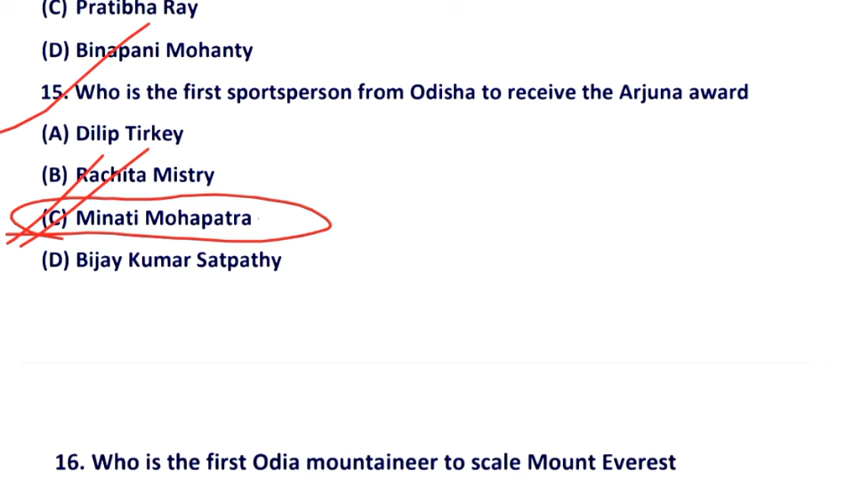 (C) Pratibha Ray
(D) Binapani Mohanty
15. Who is the first sportsperson from Odisha to receive the Arjuna award
(A) Dilip Tirkey
(B) Rachita Mistry
(C) Minati Mohapatra
(D) Bijay Kumar Satpathy
16. Who is the first Odia mountaineer to scale Mount Everest